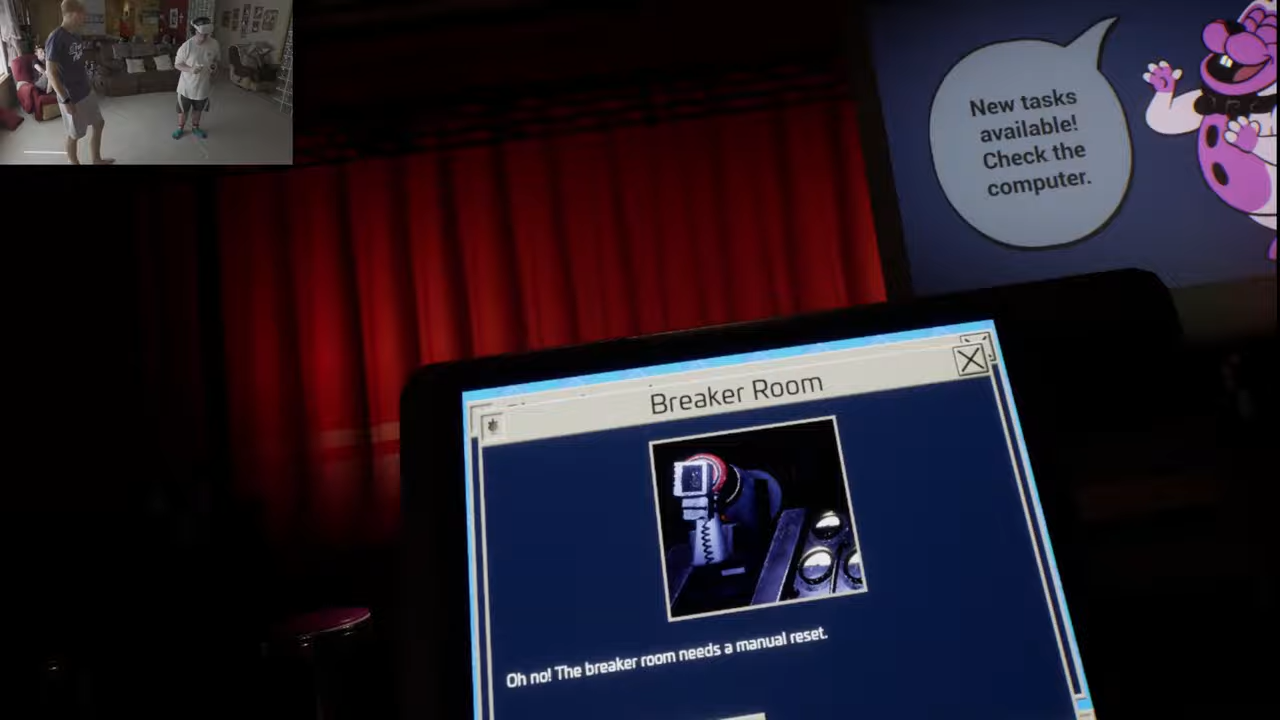 New tasks
available!
Check the
computer.
Breaker Room
Oh no! The breaker room needs a manual reset.